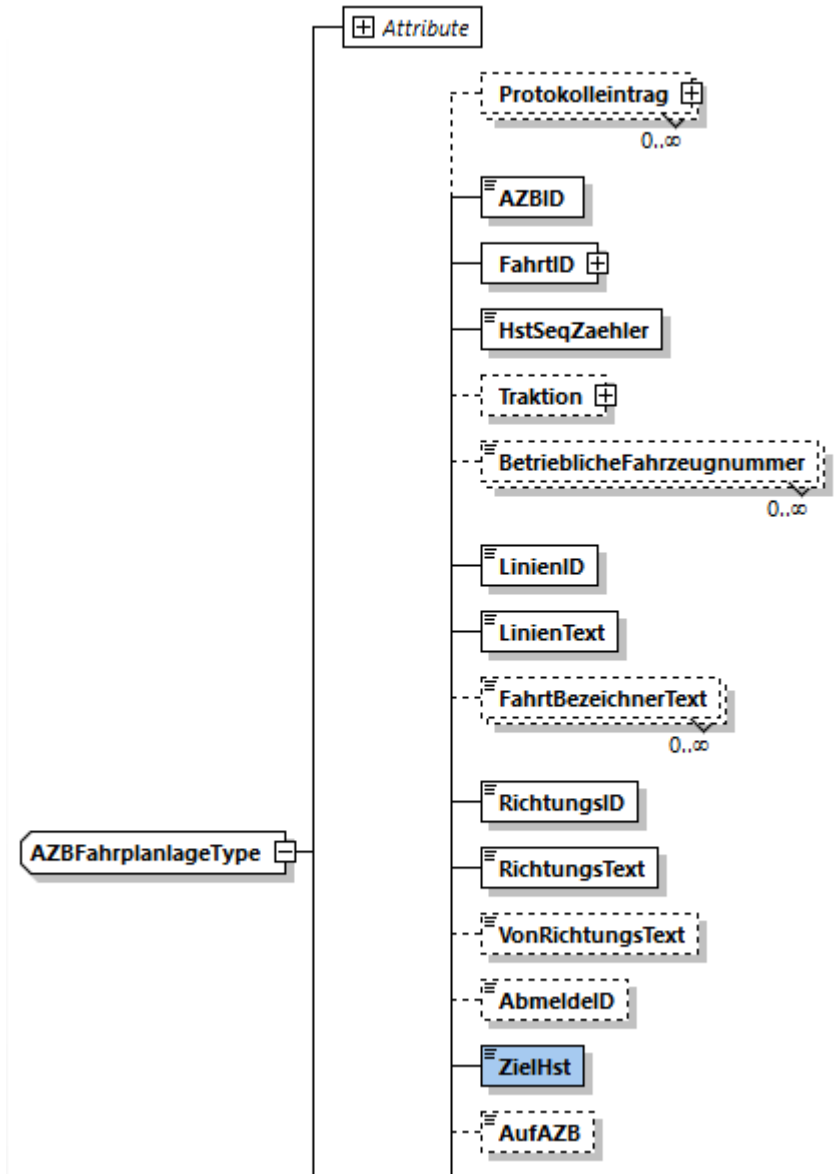 Attribute
Protokolleintrag
0..∞
AZBID
FahrtID
HstSeqZaehler
Traktion
BetrieblicheFahrzeugnummer
0..∞
LinienID
LinienText
FahrtBezeichnerText
0..∞
RichtungsID
AZBFahrplanlageType
RichtungsText
VonRichtungsText
AbmeldeID
ZielHst
AufAZB